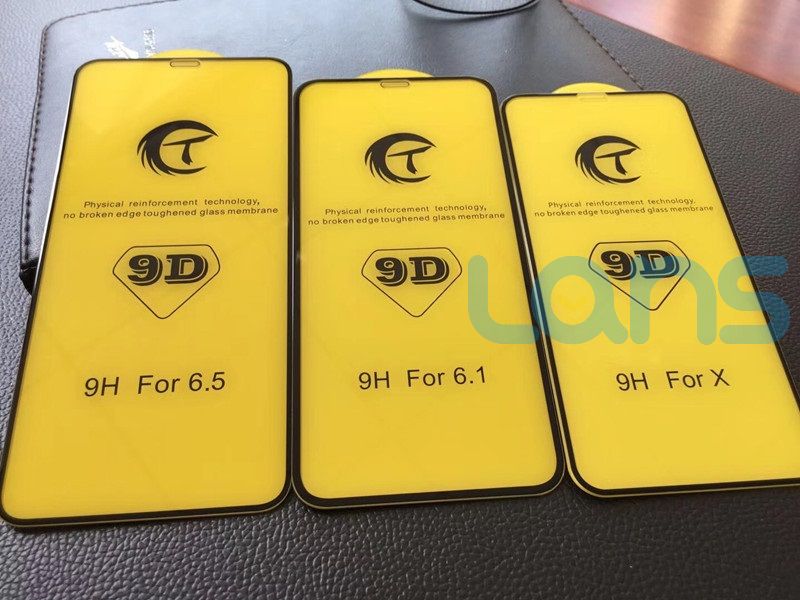 Physical reinforcement technology,
no broken edge toughened glass membrane
9D
9H For 6.5
Physical reinforcement technology,
no broken edge toughened glass membrane
9D
9H For 6.1
Physical reinforcement technology,
no broken edge toughened glass membrane
9D
9H For X
Lans